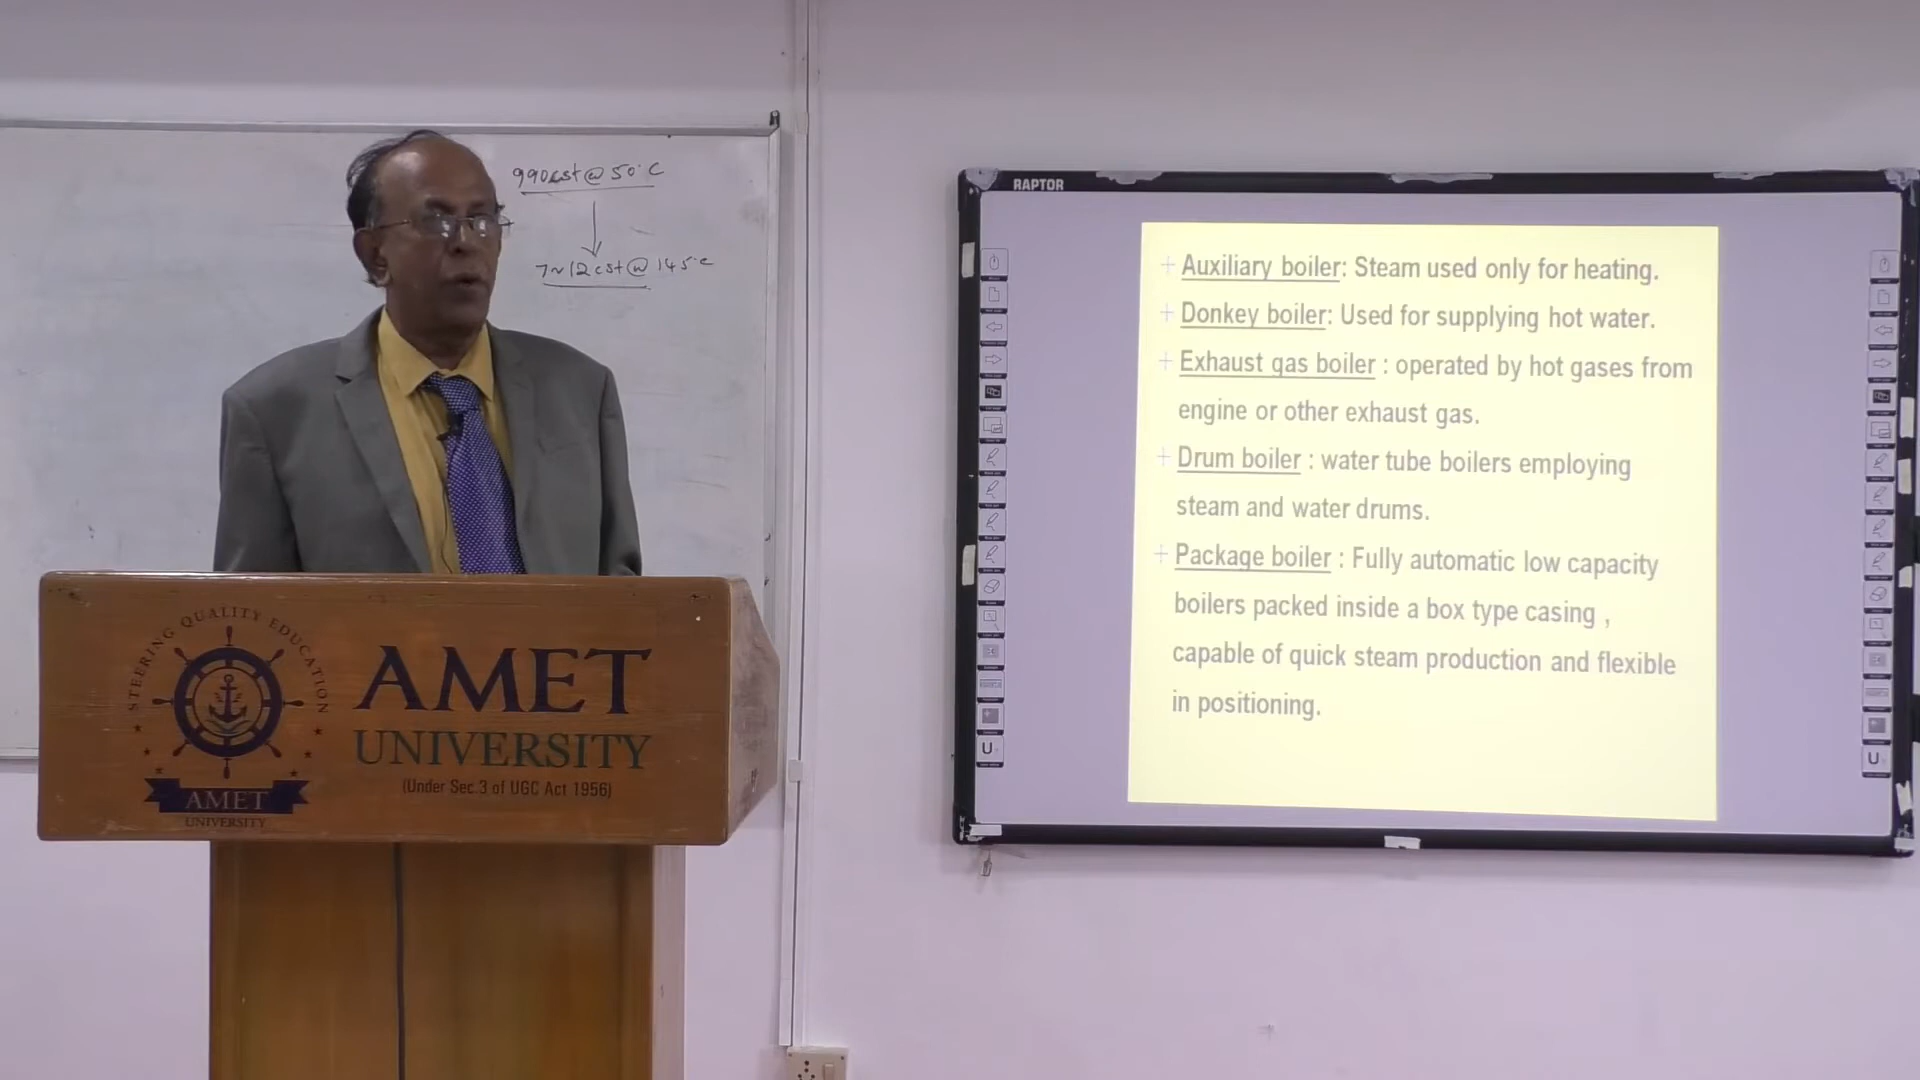 990cst@50°C
7~12cst@145°C
RAPTOR
Auxiliary boiler: Steam used only for heating.
Donkey boiler: Used for supplying hot water.
Exhaust gas boiler : operated by hot gases from
engine or other exhaust gas.
Drum boiler : water tube boilers employing
steam and water drums.
Package boiler : Fully automatic low capacity
boilers packed inside a box type casing ,
capable of quick steam production and flexible
in positioning.
U
U
STEERING QUALITY EDUCATION
AMET
UNIVERSITY
AMET
UNIVERSITY
(Under Sec.3 of UGC Act 1956)